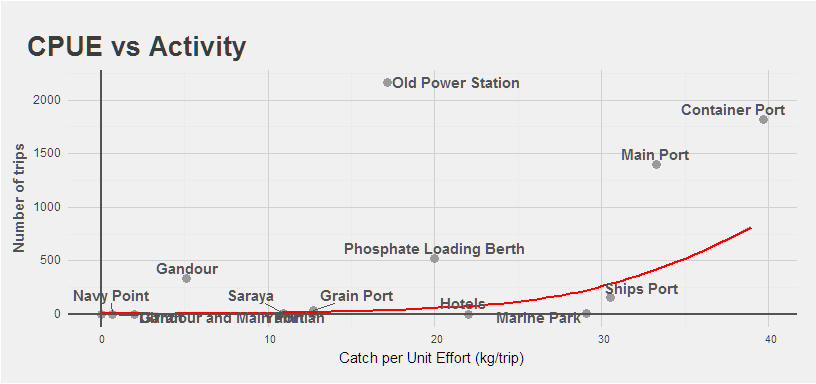 CPUE vs Activity
Old Power Station
2000
Container Port
1500
Main Port
Number of trips
1000
Phosphate Loading Berth
500
Gandour
Ships Port
Navy Point
Saraya
Grain Port
Hotels
0
and Main
Marine Park
0
10
20
30
40
Catch per Unit Effort (kg/trip)